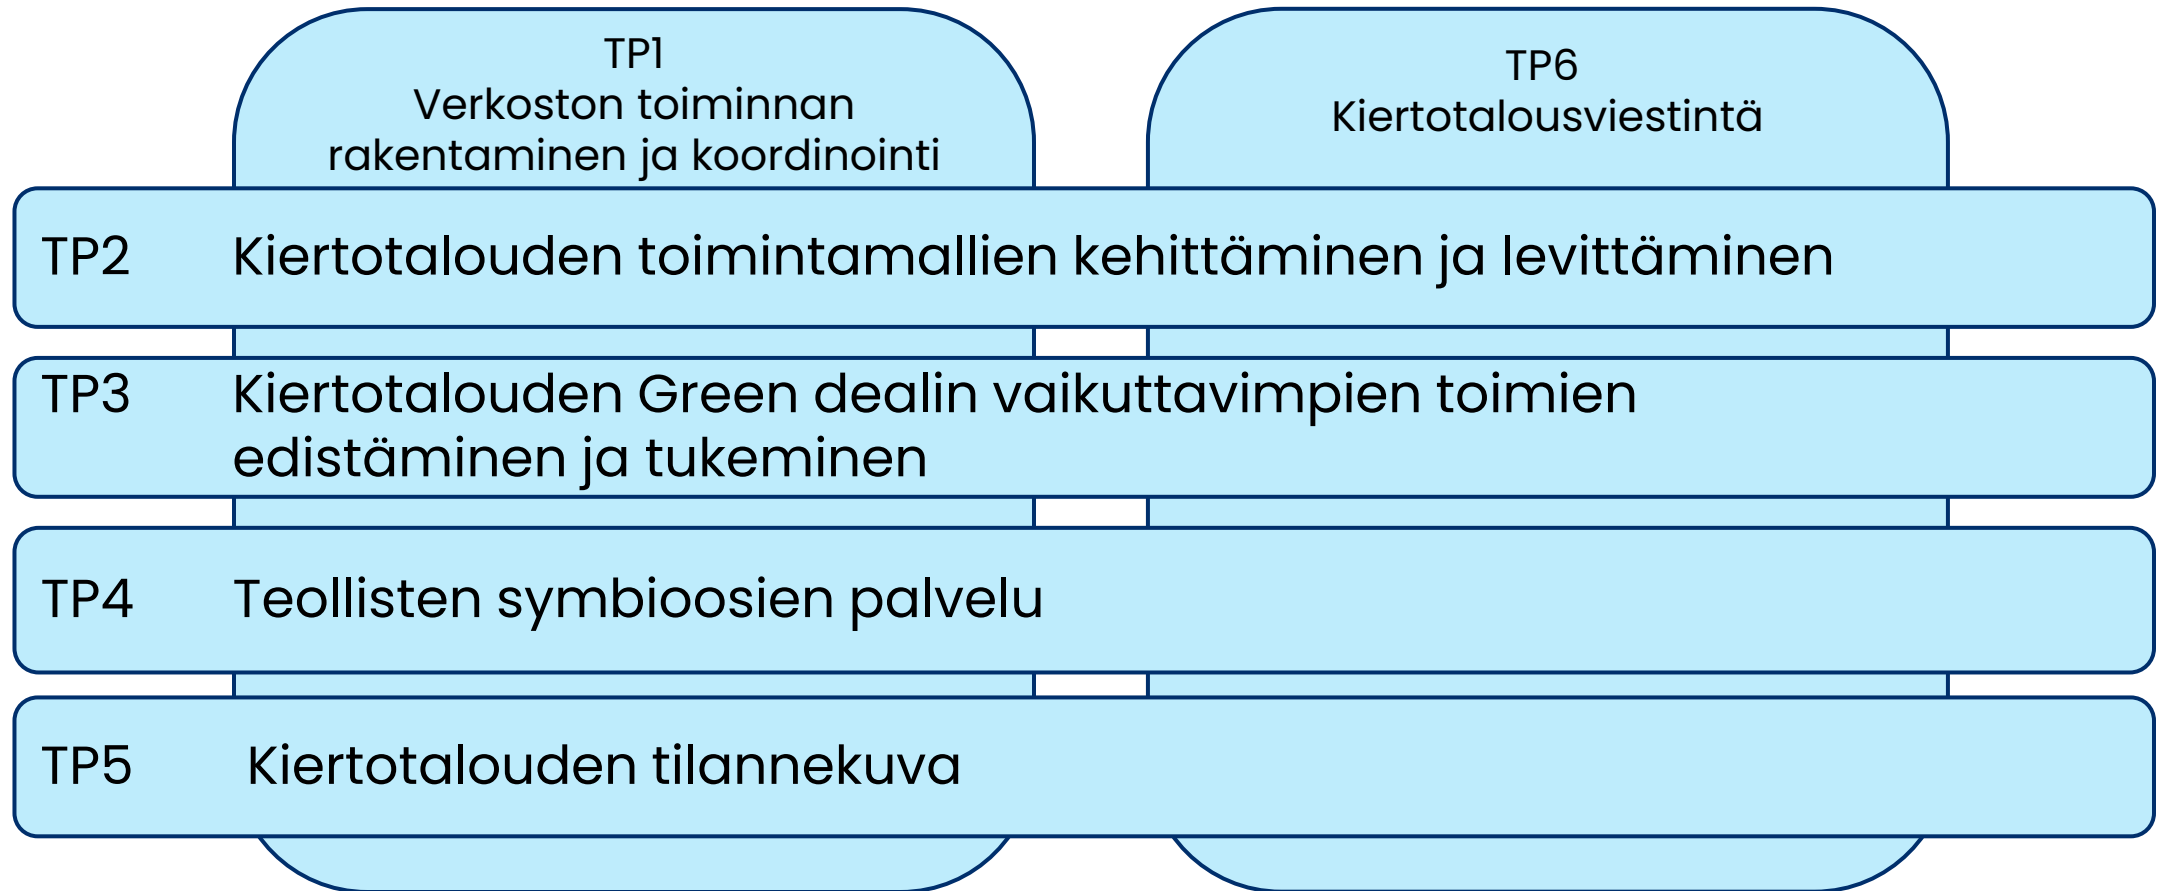 TP1
Verkoston toiminnan
rakentaminen ja koordinointi
TP6
Kiertotalousviestintä
TP2 Kiertotalouden toimintamallien kehittäminen ja levittäminen
TP3 Kiertotalouden Green dealin vaikuttavimpien toimien
edistäminen ja tukeminen
TP4 Teollisten symbioosien palvelu
TP5 Kiertotalouden tilannekuva